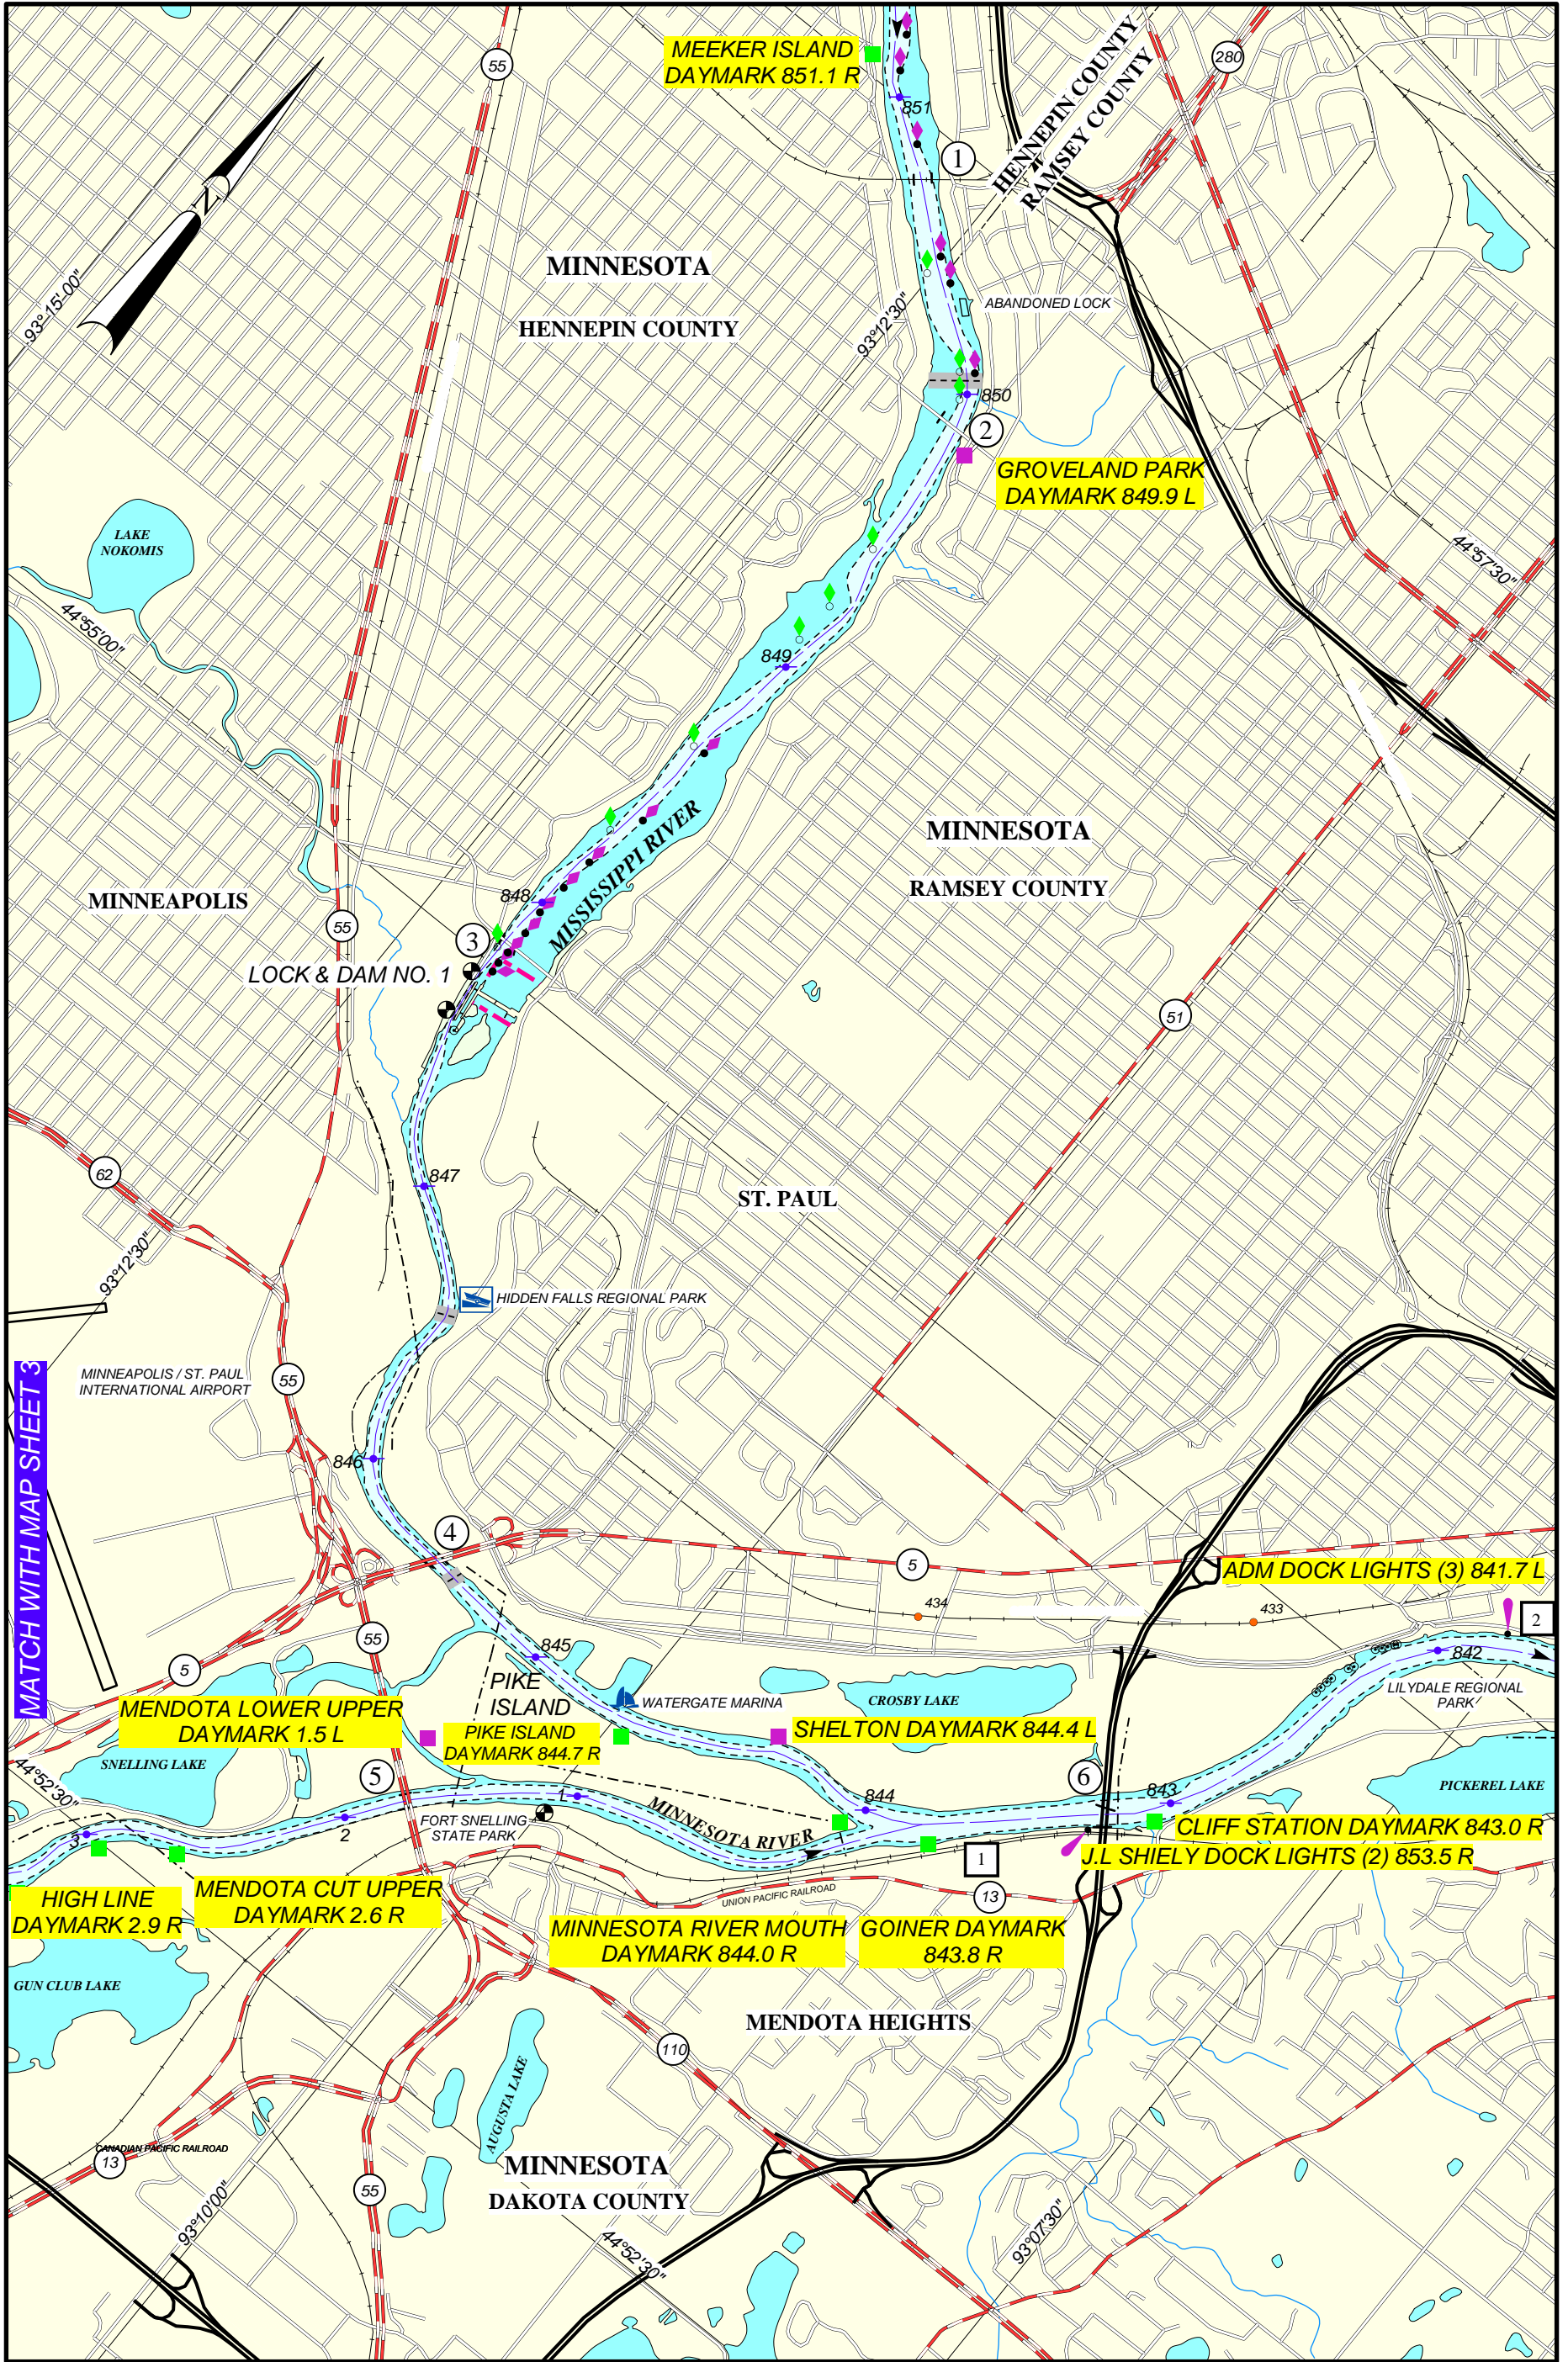 55
MEEKER ISLAND
DAYMARK 851.1 R
851
1
HENNEPIN COUNTY
RAMSEY COUNTY
280
N
93°15'00"
MINNESOTA
HENNEPIN COUNTY
93°12'30"
ABANDONED LOCK
850
2
GROVELAND PARK
DAYMARK 849.9 L
44°57'30"
LAKE
NOKOMIS
44°55'00"
849
MISSISSIPPI RIVER
MINNESOTA
RAMSEY COUNTY
MINNEAPOLIS
848
55
3
LOCK & DAM NO. 1
51
62
847
ST. PAUL
93°12'30"
HIDDEN FALLS REGIONAL PARK
MINNEAPOLIS / ST. PAUL
INTERNATIONAL AIRPORT
55
MATCH WITH MAP SHEET 3
846
4
5
ADM DOCK LIGHTS (3) 841.7 L
434
433
2
55
845
842
5
PIKE
ISLAND
WATERGATE MARINA
CROSBY LAKE
LILYDALE REGIONAL
PARK
MENDOTA LOWER UPPER
DAYMARK 1.5 L
PIKE ISLAND
DAYMARK 844.7 R
SHELTON DAYMARK 844.4 L
SNELLING LAKE
44°52'30"
5
6
843
PICKEREL LAKE
1
844
2
3
FORT SNELLING
STATE PARK
MINNESOTA RIVER
CLIFF STATION DAYMARK 843.0 R
1
J.L SHIELY DOCK LIGHTS (2) 853.5 R
HIGH LINE
DAYMARK 2.9 R
MENDOTA CUT UPPER
DAYMARK 2.6 R
UNION PACIFIC RAILROAD
13
MINNESOTA RIVER MOUTH
DAYMARK 844.0 R
GOINER DAYMARK
843.8 R
GUN CLUB LAKE
MENDOTA HEIGHTS
110
AUGUSTA LAKE
CANADIAN PACIFIC RAILROAD
13
55
MINNESOTA
DAKOTA COUNTY
93°10'00"
44°52'30"
93°07'30"